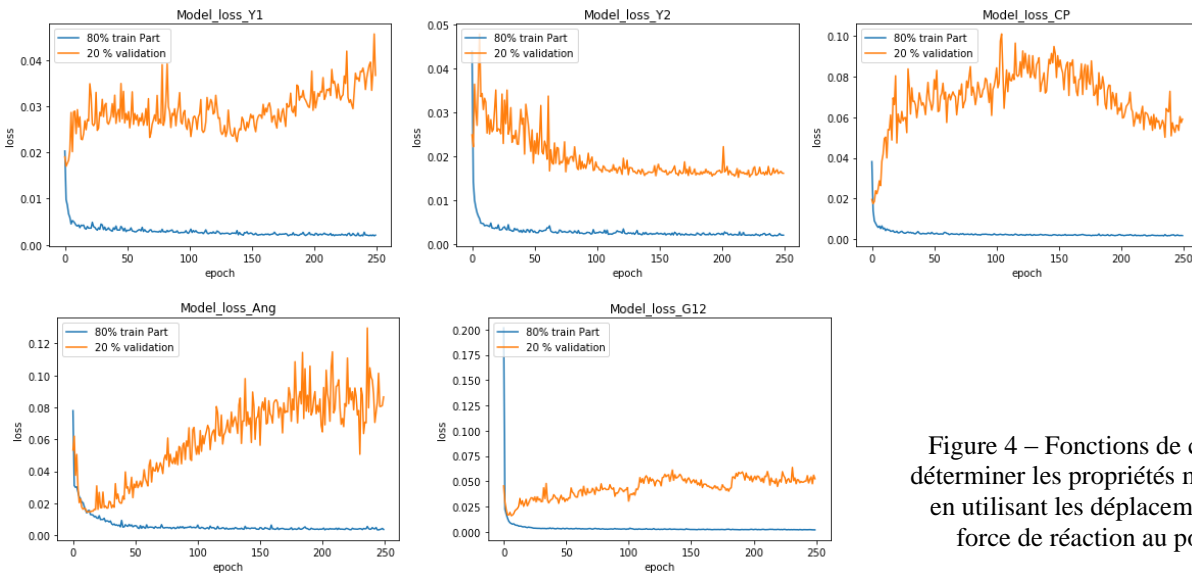 Model_loss_Y1
80% train Part
20 % validation
loss
0.04
0.03
0.02
0.01
0.00
0 50 100 150 200 250
epoch
Model_loss_Y2
80% train Part
20 % validation
loss
0.05
0.04
0.03
0.02
0.01
0.00
0 50 100 150 200 250
epoch
Model_loss_CP
80% train Part
20 % validation
loss
0.10
0.08
0.06
0.04
0.02
0.00
0 50 100 150 200 250
epoch
Model_loss_Ang
80% train Part
20 % validation
loss
0.12
0.10
0.08
0.06
0.04
0.02
0.00
0 50 100 150 200 250
epoch
Model_loss_G12
80% train Part
20 % validation
loss
0.200
0.175
0.150
0.125
0.100
0.075
0.050
0.025
0.000
0 50 100 150 200 250
epoch
Figure 4 – Fonctions de
déterminer les propriétés
en utilisant les
force de réaction au